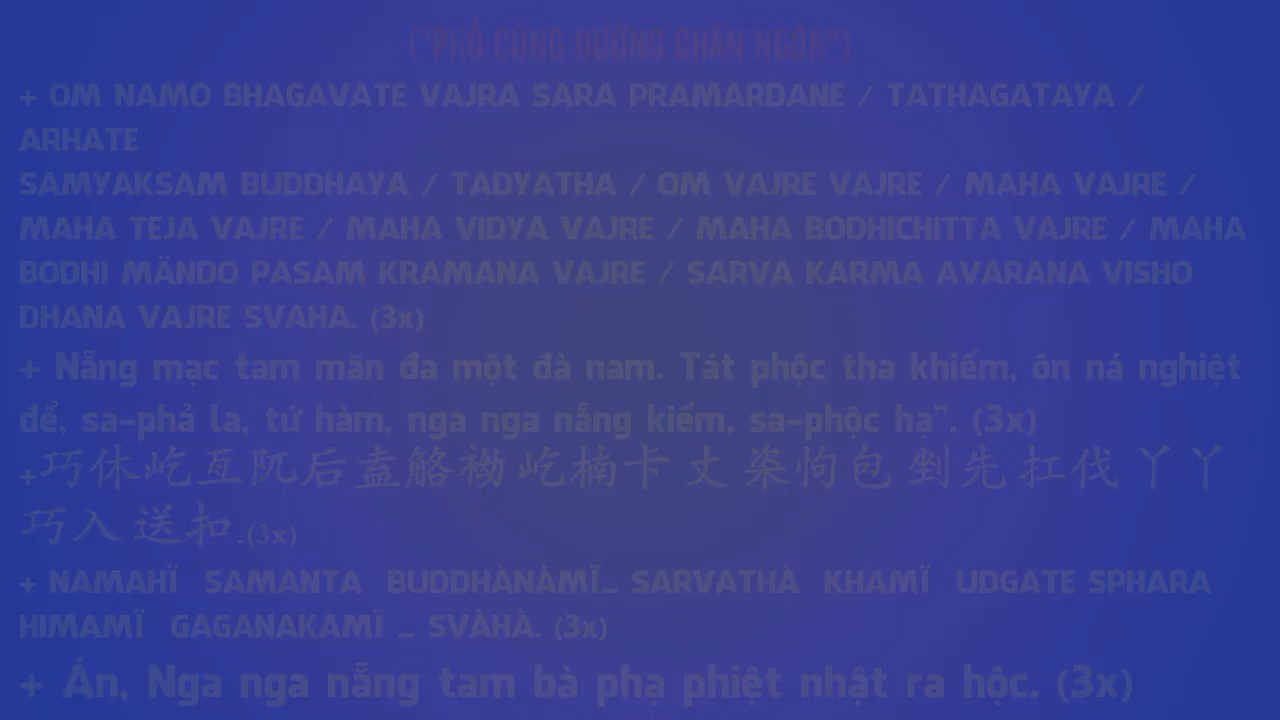 ("PHỔ CÚNG DƯỜNG CHÂN NGÔN")
+ OM NAMO BHAGAVATE VAJRA SARA PRAMARDANE / TATHAGATAYA /
ARHATE
SAMYAKSAM BUDDHAYA / TADYATHA / OM VAJRE VAJRE / MAHA VAJRE /
MAHA TEJA VAJRE / MAHA VIDYA VAJRE / MAHA BODHICHITTA VAJRE / MAHA
BODHI MÄNDO PASAM KRAMANA VAJRE / SARVA KARMA AVARANA VISHO
DHANA VAJRE SVAHA. (3x)
+ Nẵng mạc tam mãn đa một đà nam. Tát phộc tha khiếm, ôn ná nghiệt
để, sa-phả la, tứ hàm, nga nga nẵng kiếm, sa-phộc hạ". (3x)
+巧休屹亙阢后盍觡袎屹楠卡丈枀恦包 剉先扛伐丫丫
巧入送扣.(3x)
+ NAMAHÏ SAMANTA BUDDHÀNÀMÏ_ SARVATHÀ KHAMÏ UDGATE SPHARA
HIMAMÏ GAGANAKAMÏ _ SVÀHÀ. (3x)
+ Án, Nga nga nẵng tam bà phạ phiệt nhật ra hộc. (3x)